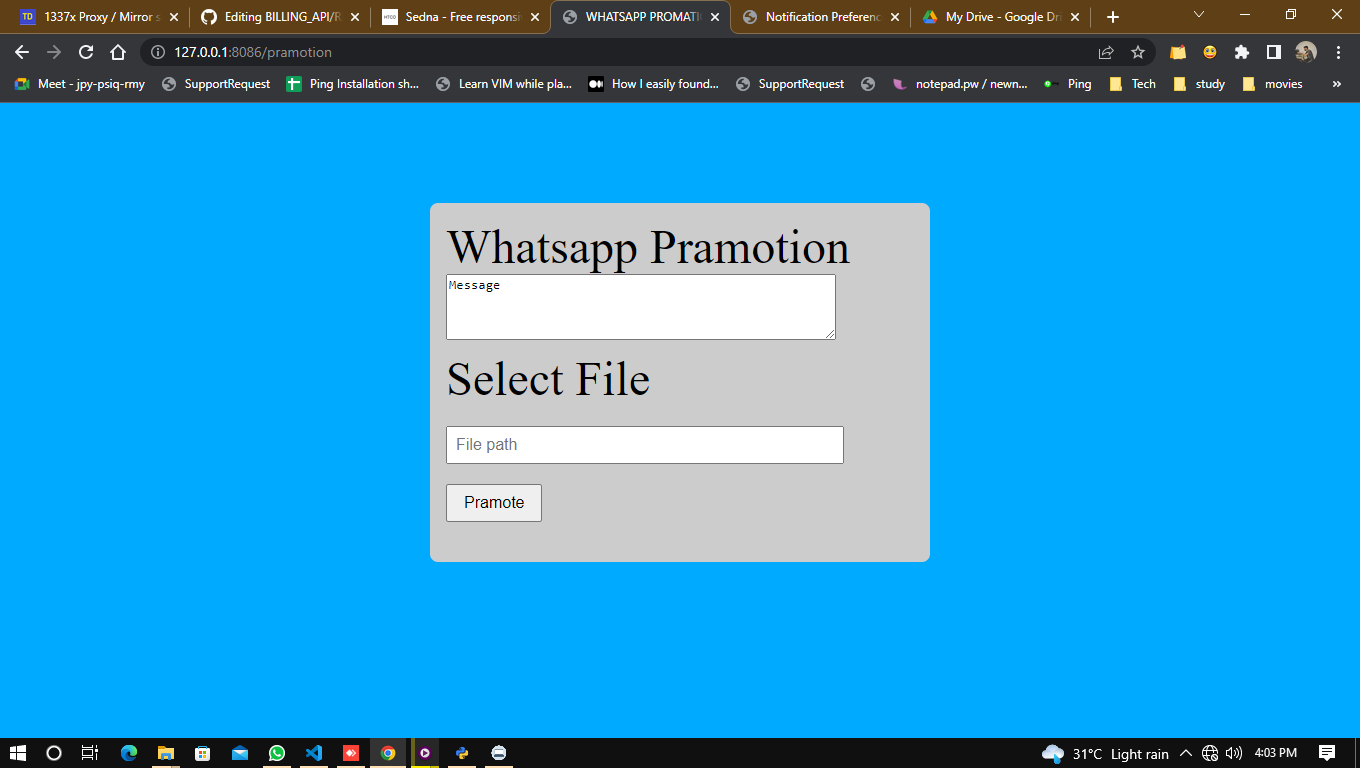 TD 1337x Proxy / Mirror s
Editing BILLING_API/R
HTCO Sedna - Free responsi
WHATSAPP PROMATI
Notification Preferenc
My Drive - Google Dri
127.0.0.1:8086/pramotion
Meet - jpy-psiq-rmy
SupportRequest
Ping Installation sh...
Learn VIM while pla...
How I easily found...
SupportRequest
notepad.pw / newn...
Ping
Tech
study
movies
»
Whatsapp Pramotion
Message
Select File
File path
Pramote
31°C Light rain
4:03 PM